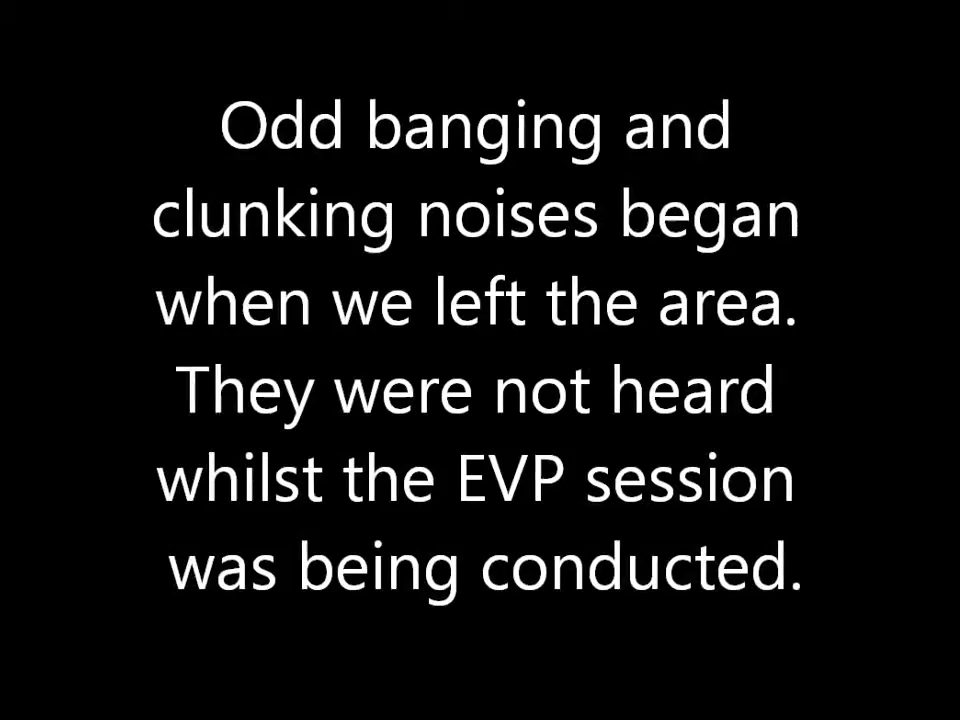 Odd banging and
clunking noises began
when we left the area.
They were not heard
whilst the EVP session
was being conducted.